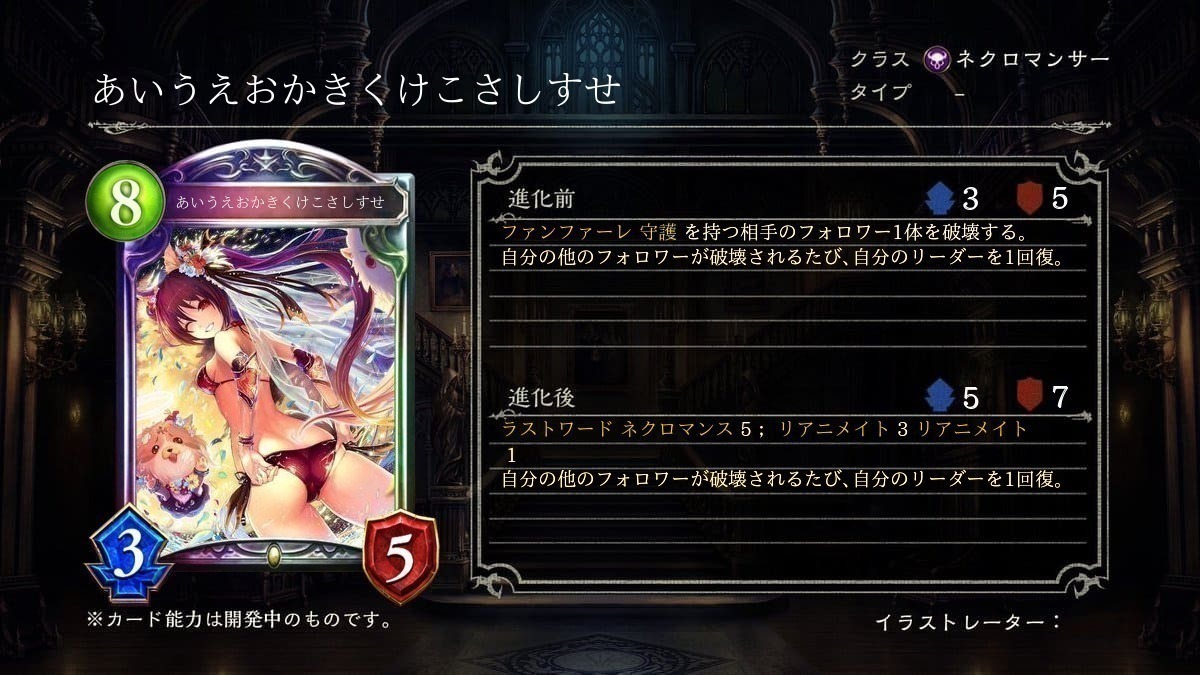 あいうえおかきくけこさしすせ
クラス ネクロマンサー
タイプ -
8
あいうえおかきくけこさしすせ
3
5
※カード能力は開発中のものです。
進化前 3 5
ファンファーレ 守護 を持つ相手のフォロワー1体を破壊する。
自分の他のフォロワーが破壊されるたび、自分のリーダーを1回復。
進化後 5 7
ラストワード ネクロマンス 5； リアニメイト 3 リアニメイト
1
自分の他のフォロワーが破壊されるたび、自分のリーダーを1回復。
イラストレーター：